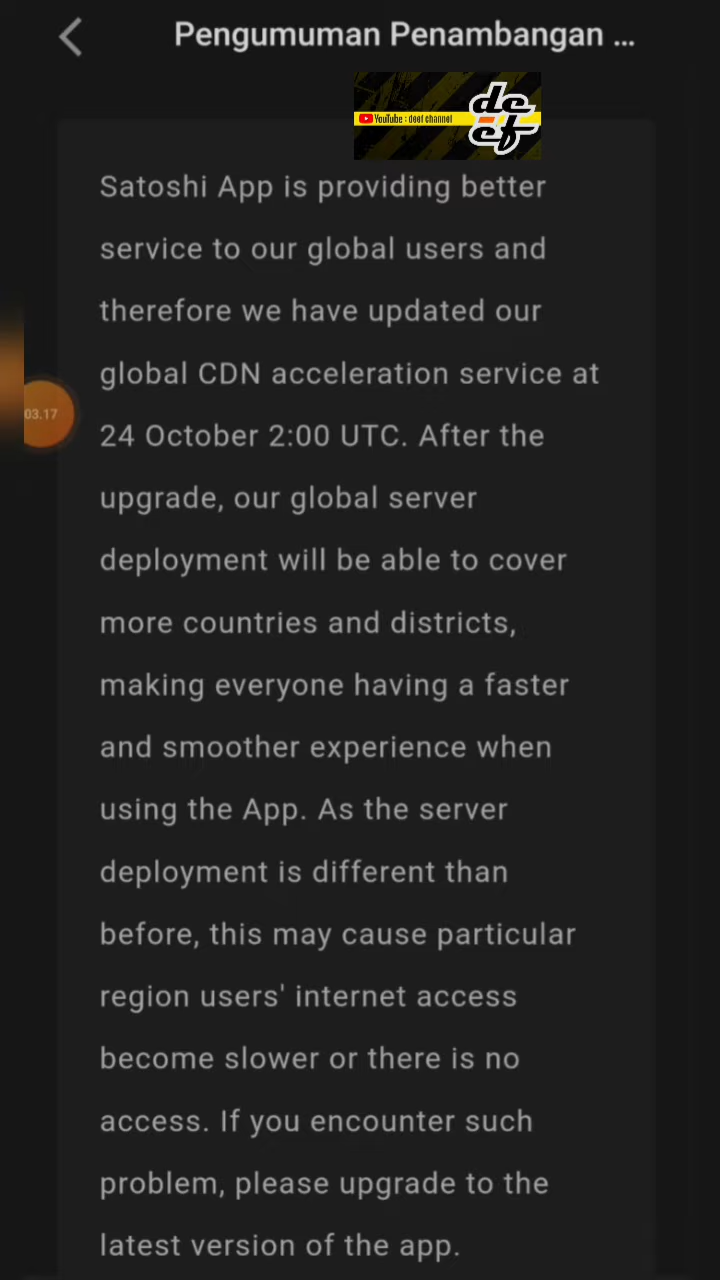 Pengumuman Penambangan ...
YouTube : deef channel
de
ef
Satoshi App is providing better
service to our global users and
therefore we have updated our
global CDN acceleration service at
03.17
24 October 2:00 UTC. After the
upgrade, our global server
deployment will be able to cover
more countries and districts,
making everyone having a faster
and smoother experience when
using the App. As the server
deployment is different than
before, this may cause particular
region users' internet access
become slower or there is no
access. If you encounter such
problem, please upgrade to the
latest version of the app.